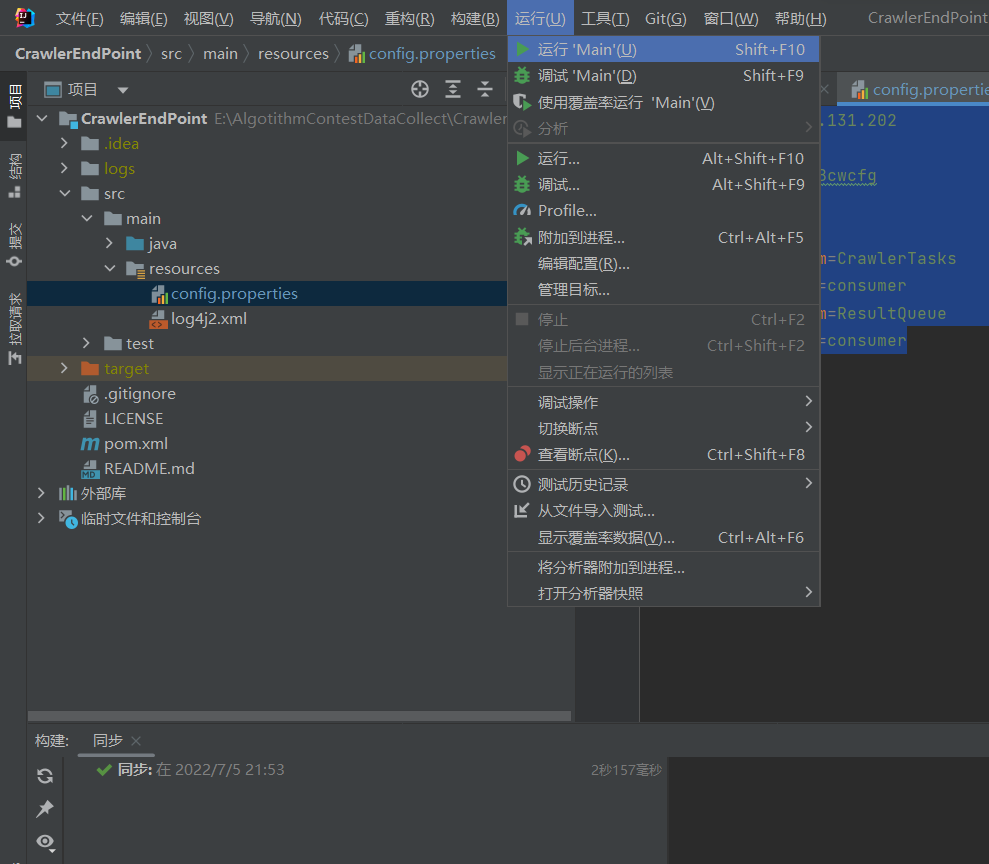 文件(F) 编辑(E) 视图(V) 导航(N) 代码(C) 重构(R) 构建(B) 运行(U) 工具(T) Git(G) 窗口(W) 帮助(H) CrawlerEndPoint
CrawlerEndPoint src main resources config.properties
项目
结构
提交
拉取请求
项目
CrawlerEndPoint E:\AlgotithmContestDataCollect\Crawler
.idea
logs
src
main
java
resources
config.properties
log4j2.xml
test
target
.gitignore
LICENSE
pom.xml
README.md
外部库
临时文件和控制台
运行 'Main'(U) Shift+F10
调试 'Main'(D) Shift+F9
使用覆盖率运行 'Main'(V)
分析
运行... Alt+Shift+F10
调试... Alt+Shift+F9
Profile...
附加到进程... Ctrl+Alt+F5
编辑配置(R)...
管理目标...
停止 Ctrl+F2
停止后台进程... Ctrl+Shift+F2
显示正在运行的列表
调试操作
切换断点
查看断点(K)... Ctrl+Shift+F8
测试历史记录
从文件导入测试...
显示覆盖率数据(V)... Ctrl+Alt+F6
将分析器附加到进程...
打开分析器快照
config.propertie
.131.202
cwcfg
=CrawlerTasks
=consumer
=ResultQueue
=consumer
构建: 同步
同步: 在 2022/7/5 21:53 2秒157毫秒